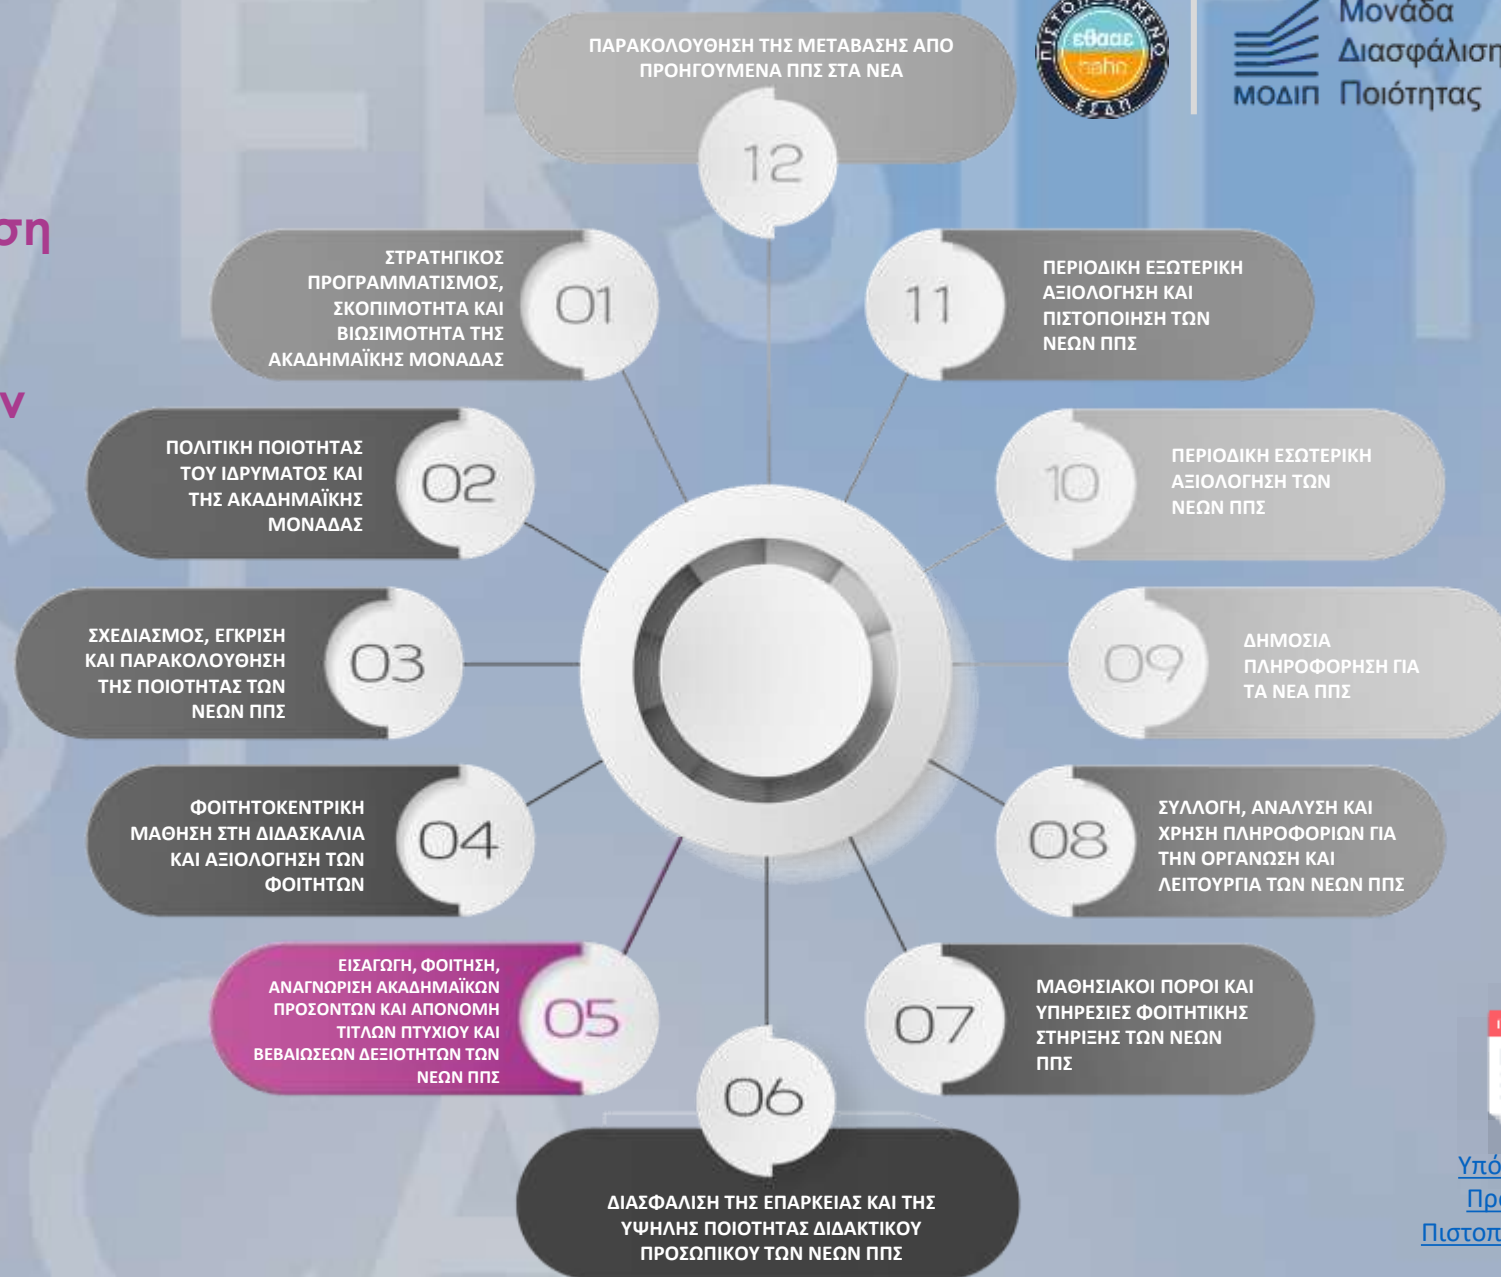 ΠΑΡΑΚΟΛΟΥΘΗΣΗ ΤΗΣ ΜΕΤΑΒΑΣΗΣ ΑΠΟ
ΠΡΟΗΓΟΥΜΕΝΑ ΠΠΣ ΣΤΑ ΝΕΑ
12
ΠΙΣΤΟΠΟΙΗΜΕΝΟ
εθααε
hahe
ΕΣΔΠ
Μονάδα
ΜΟΔΙΠ Ποιότητας
ΣΤΡΑΤΗΓΙΚΟΣ
ΠΡΟΓΡΑΜΜΑΤΙΣΜΟΣ,
ΣΚΟΠΙΜΟΤΗΤΑ ΚΑΙ
ΒΙΩΣΙΜΟΤΗΤΑ ΤΗΣ
ΑΚΑΔΗΜΑΪΚΗΣ ΜΟΝΑΔΑΣ
01
ΠΕΡΙΟΔΙΚΗ ΕΞΩΤΕΡΙΚΗ
ΑΞΙΟΛΟΓΗΣΗ ΚΑΙ
ΠΙΣΤΟΠΟΙΗΣΗ ΤΩΝ
ΝΕΩΝ ΠΠΣ
11
ΠΟΛΙΤΙΚΗ ΠΟΙΟΤΗΤΑΣ
ΤΟΥ ΙΔΡΥΜΑΤΟΣ ΚΑΙ
ΤΗΣ ΑΚΑΔΗΜΑΪΚΗΣ
ΜΟΝΑΔΑΣ
02
ΠΕΡΙΟΔΙΚΗ ΕΣΩΤΕΡΙΚΗ
ΑΞΙΟΛΟΓΗΣΗ ΤΩΝ
ΝΕΩΝ ΠΠΣ
10
ΣΧΕΔΙΑΣΜΟΣ, ΕΓΚΡΙΣΗ
ΚΑΙ ΠΑΡΑΚΟΛΟΥΘΗΣΗ
ΤΗΣ ΠΟΙΟΤΗΤΑΣ ΤΩΝ
ΝΕΩΝ ΠΠΣ
03
ΔΗΜΟΣΙΑ
ΠΛΗΡΟΦΟΡΗΣΗ ΓΙΑ
ΤΑ ΝΕΑ ΠΠΣ
09
ΦΟΙΤΗΤΟΚΕΝΤΡΙΚΗ
ΜΑΘΗΣΗ ΣΤΗ ΔΙΔΑΣΚΑΛΙΑ
ΚΑΙ ΑΞΙΟΛΟΓΗΣΗ ΤΩΝ
ΦΟΙΤΗΤΩΝ
04
ΣΥΛΛΟΓΗ, ΑΝΑΛΥΣΗ ΚΑΙ
ΧΡΗΣΗ ΠΛΗΡΟΦΟΡΙΩΝ ΓΙΑ
ΤΗΝ ΟΡΓΑΝΩΣΗ ΚΑΙ
ΛΕΙΤΟΥΡΓΙΑ ΤΩΝ ΝΕΩΝ ΠΠΣ
08
ΕΙΣΑΓΩΓΗ, ΦΟΙΤΗΣΗ,
ΑΝΑΓΝΩΡΙΣΗ ΑΚΑΔΗΜΑΪΚΩΝ
ΠΡΟΣΟΝΤΩΝ ΚΑΙ ΑΠΟΝΟΜΗ
ΤΙΤΛΩΝ ΠΤΥΧΙΟΥ ΚΑΙ
ΒΕΒΑΙΩΣΕΩΝ ΔΕΞΙΟΤΗΤΩΝ ΤΩΝ
ΝΕΩΝ ΠΠΣ
05
ΜΑΘΗΣΙΑΚΟΙ ΠΟΡΟΙ ΚΑΙ
ΥΠΗΡΕΣΙΕΣ ΦΟΙΤΗΤΙΚΗΣ
ΣΤΗΡΙΞΗΣ ΤΩΝ ΝΕΩΝ
ΠΠΣ
07
06
ΔΙΑΣΦΑΛΙΣΗ ΤΗΣ ΕΠΑΡΚΕΙΑΣ ΚΑΙ ΤΗΣ
ΥΨΗΛΗΣ ΠΟΙΟΤΗΤΑΣ ΔΙΔΑΚΤΙΚΟΥ
ΠΡΟΣΩΠΙΚΟΥ ΤΩΝ ΝΕΩΝ ΠΠΣ